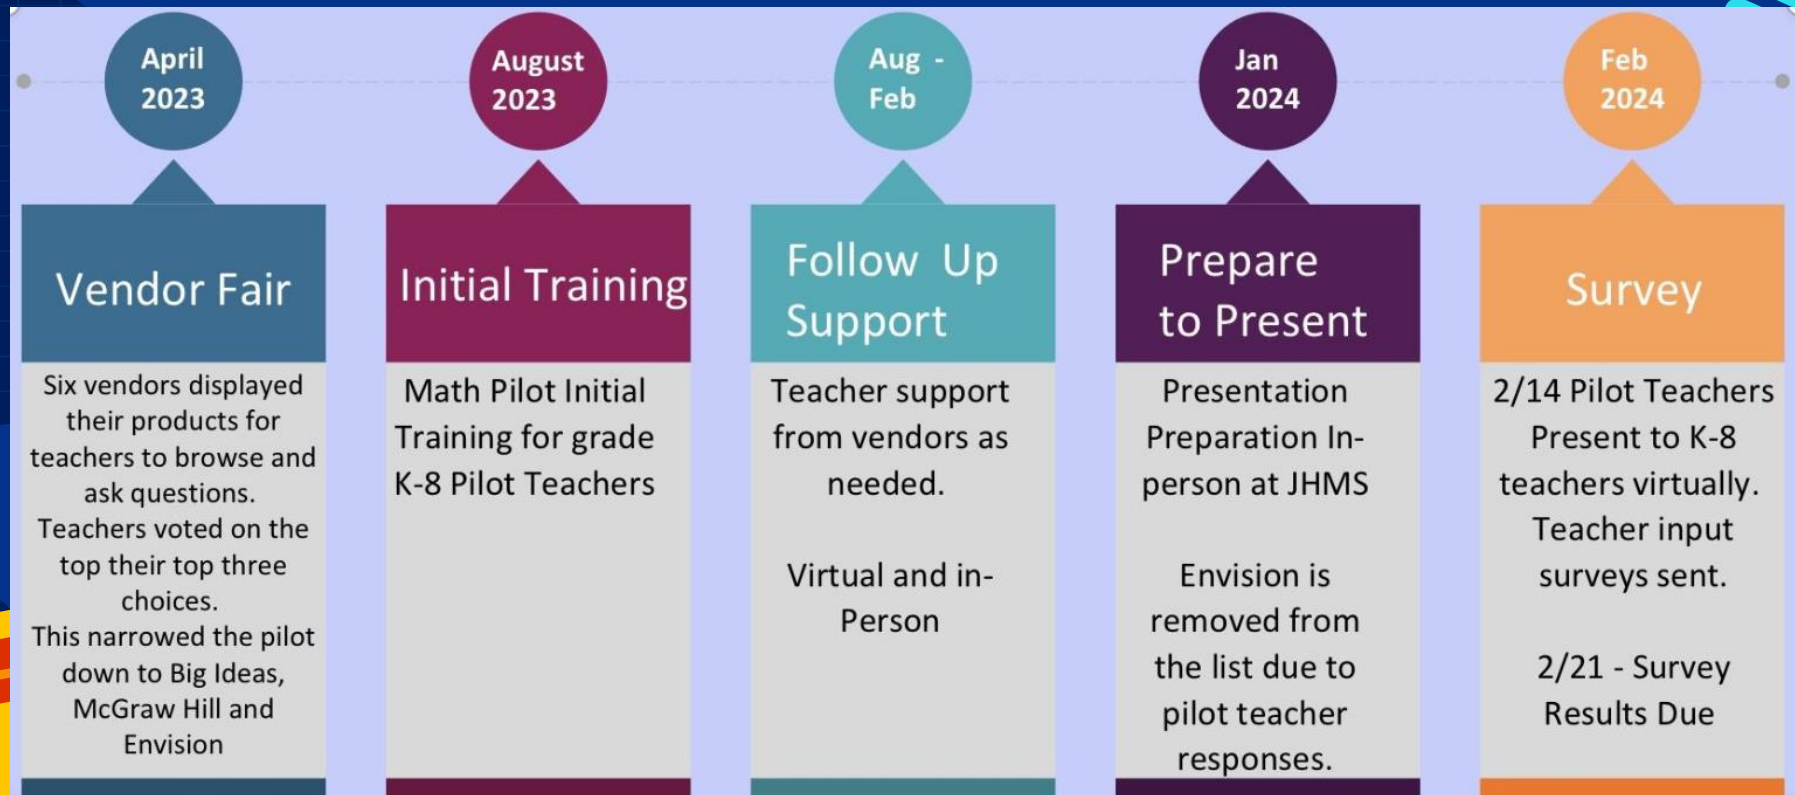 April
2023
Vendor Fair
Six vendors displayed
their products for
teachers to browse and
ask questions.
Teachers voted on the
top their top three
choices.
This narrowed the pilot
down to Big Ideas,
McGraw Hill and
Envision
August
2023
Initial Training
Math Pilot Initial
Training for grade
K-8 Pilot Teachers
Aug -
Feb
Follow Up
Support
Teacher support
from vendors as
needed.
Virtual and in-
Person
Jan
2024
Prepare
to Present
Presentation
Preparation In-
person at JHMS
Envision is
removed from
the list due to
pilot teacher
responses.
Feb
2024
Survey
2/14 Pilot Teachers
Present to K-8
teachers virtually.
Teacher input
surveys sent.
2/21 - Survey
Results Due